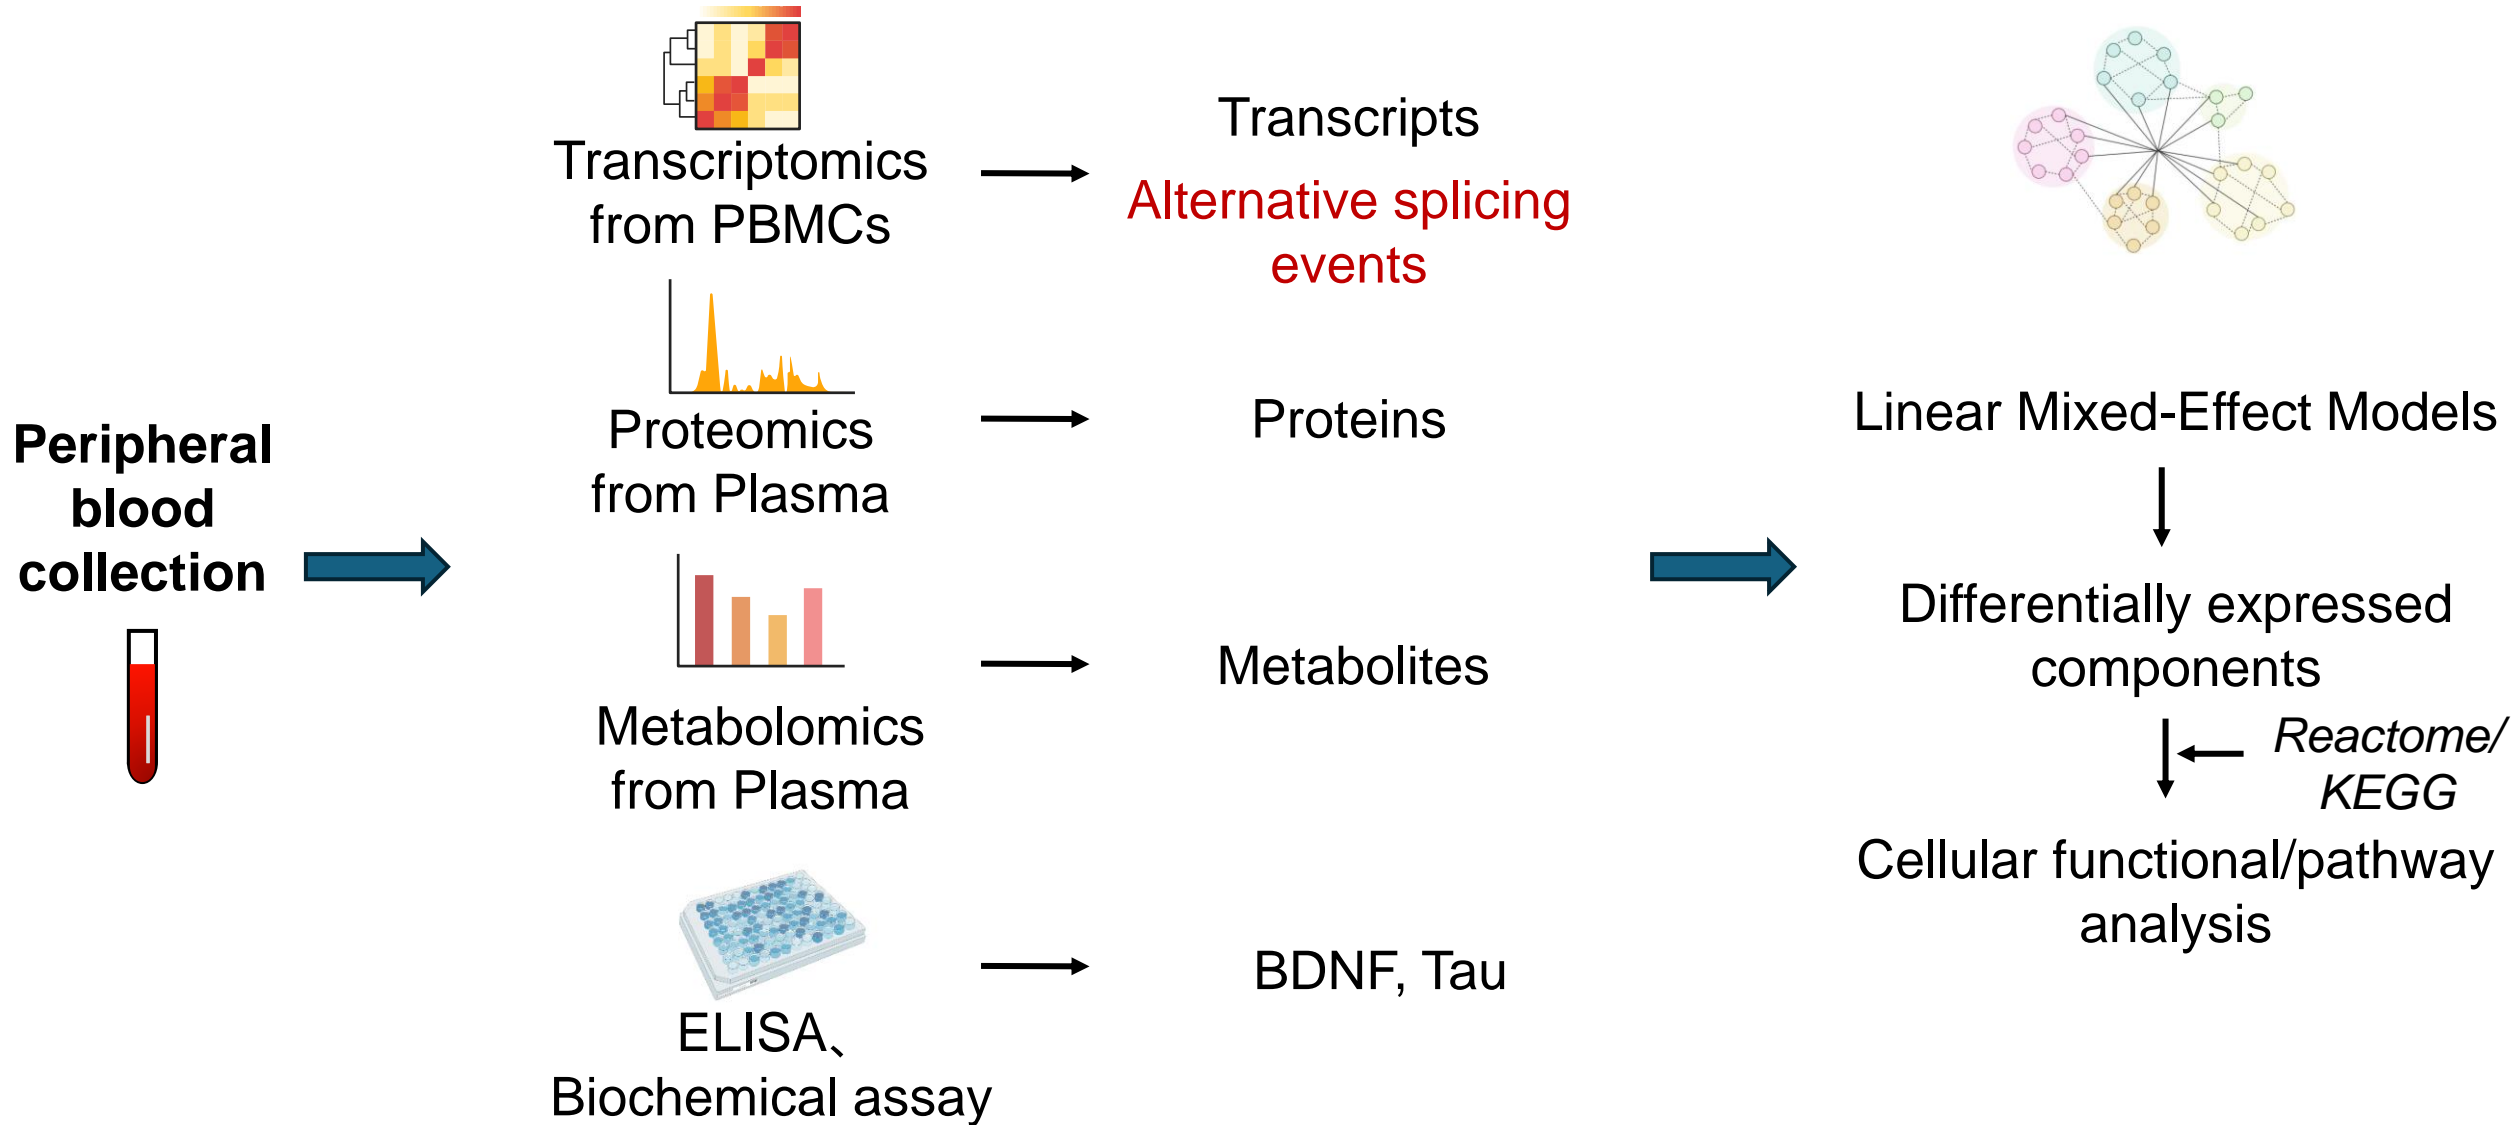 Peripheral
blood
collection
Transcriptomics
from PBMCs
Transcripts
Alternative splicing
events
Proteomics
from Plasma
Proteins
Metabolomics
from Plasma
Metabolites
ELISA、
Biochemical assay
BDNF, Tau
Linear Mixed-Effect Models
Differentially expressed
components
Reactome/
KEGG
Cellular functional/pathway
analysis